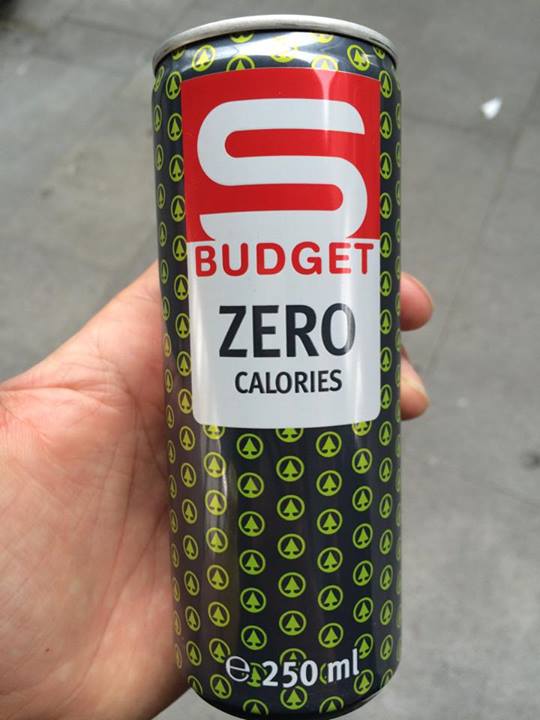 S
BUDGET
ZERO
CALORIES
℮ 250 ml